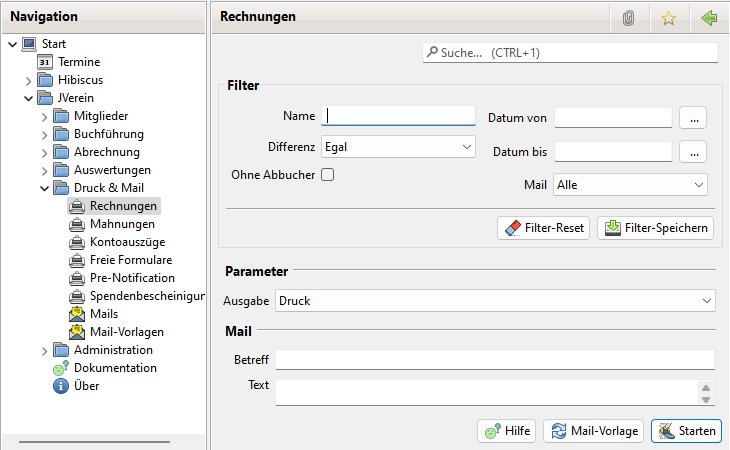 Navigation
Start
31 Termine
Hibiscus
JVerein
Mitglieder
Buchführung
Abrechnung
Auswertungen
Druck & Mail
Rechnungen
Mahnungen
Kontoauszüge
Freie Formulare
Pre-Notification
Spendenbescheinigun
Mails
Mail-Vorlagen
Administration
Dokumentation
Über
Rechnungen
Suche... (CTRL+1)
Filter
Name
Datum von ...
Differenz Egal
Datum bis ...
Ohne Abbucher
Mail Alle
Filter-Reset Filter-Speichern
Parameter
Ausgabe Druck
Mail
Betreff
Text
Hilfe Mail-Vorlage Starten